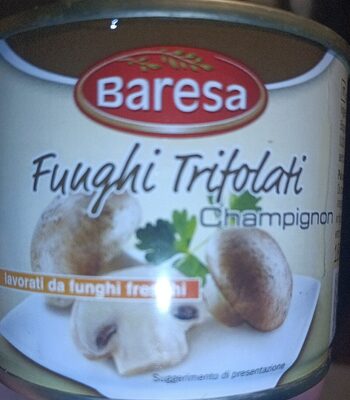 Baresa
Funghi Trifolati
Champignon
lavorati da funghi freschi
Suggerimento di presentazione